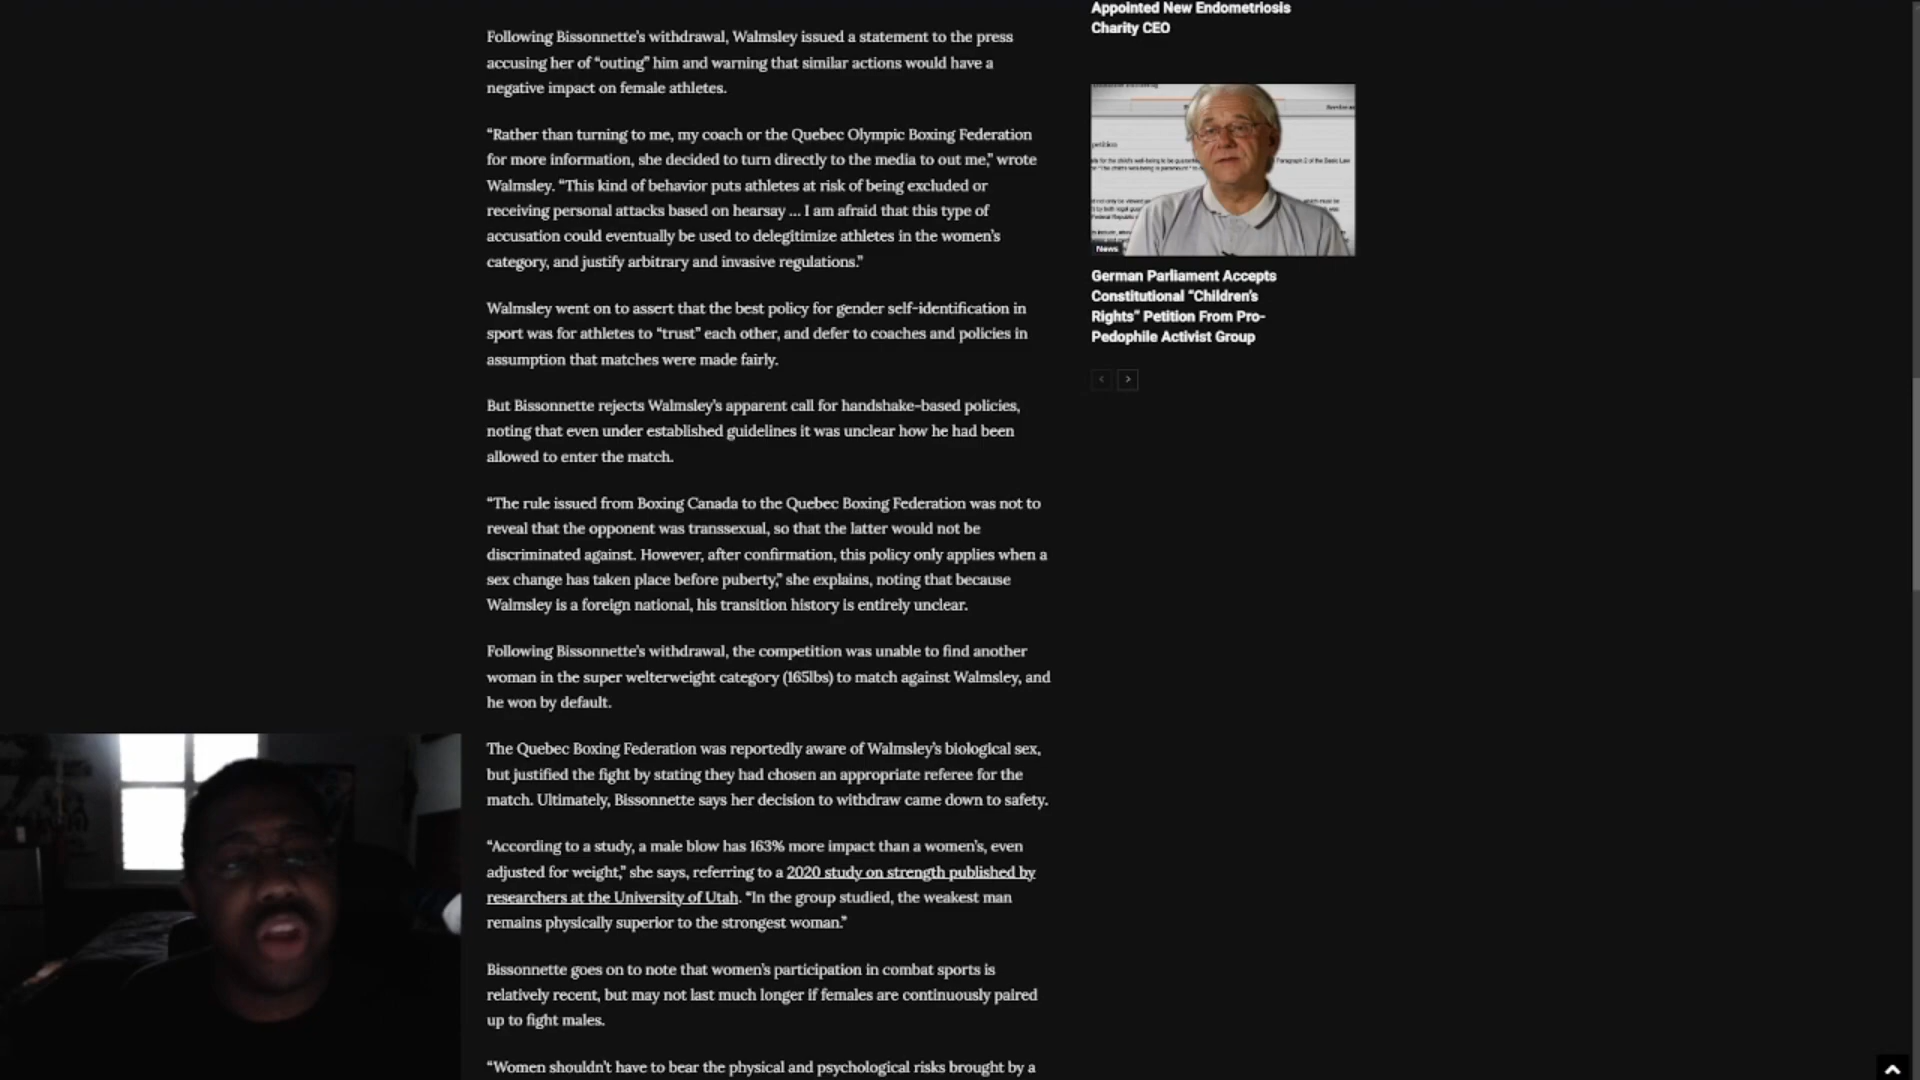 Following Bissonnette's withdrawal, Walmsley issued a statement to the press
accusing her of “outing” him and warning that similar actions would have a
negative impact on female athletes.
“Rather than turning to me, my coach or the Quebec Olympic Boxing Federation
for more information, she decided to turn directly to the media to out me,” wrote
Walmsley. “This kind of behavior puts athletes at risk of being excluded or
receiving personal attacks based on hearsay ... I am afraid that this type of
accusation could eventually be used to delegitimize athletes in the women's
category, and justify arbitrary and invasive regulations.”
Walmsley went on to assert that the best policy for gender self-identification in
sport was for athletes to “trust” each other, and defer to coaches and policies in
assumption that matches were made fairly.
But Bissonnette rejects Walmsley's apparent call for handshake-based policies,
noting that even under established guidelines it was unclear how he had been
allowed to enter the match.
“The rule issued from Boxing Canada to the Quebec Boxing Federation was not to
reveal that the opponent was transsexual, so that the latter would not be
discriminated against. However, after confirmation, this policy only applies when a
sex change has taken place before puberty,” she explains, noting that because
Walmsley is a foreign national, his transition history is entirely unclear.
Following Bissonnette's withdrawal, the competition was unable to find another
woman in the super welterweight category (165lbs) to match against Walmsley, and
he won by default.
The Quebec Boxing Federation was reportedly aware of Walmsley's biological sex,
but justified the fight by stating they had chosen an appropriate referee for the
match. Ultimately, Bissonnette says her decision to withdraw came down to safety.
“According to a study, a male blow has 163% more impact than a women's, even
adjusted for weight,” she says, referring to a 2020 study on strength published by
researchers at the University of Utah. “In the group studied, the weakest man
remains physically superior to the strongest woman.”
Bissonnette goes on to note that women's participation in combat sports is
relatively recent, but may not last much longer if females are continuously paired
up to fight males.
“Women shouldn't have to bear the physical and psychological risks brought by a
Appointed New Endometriosis
Charity CEO
petition
News
German Parliament Accepts
Constitutional “Children's
Rights” Petition From Pro-
Pedophile Activist Group